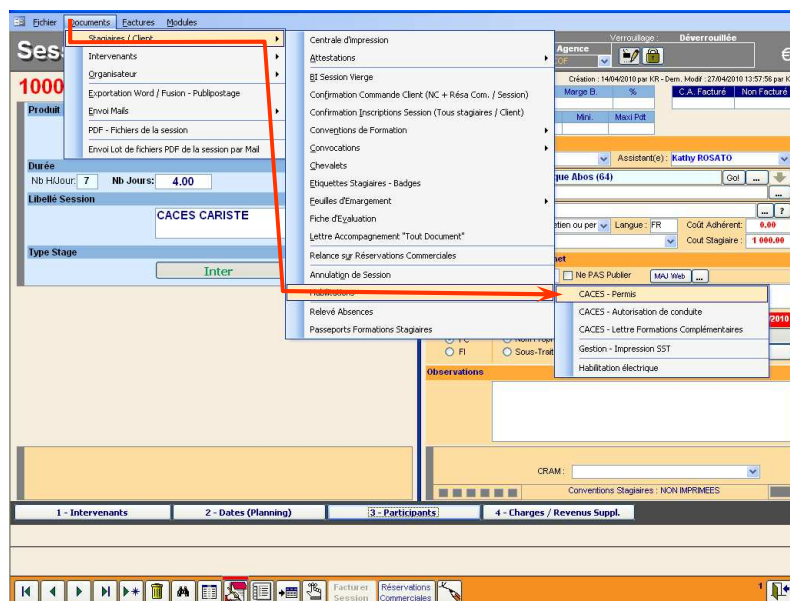 Fichier Documents Factures Modules
Verrouillage : Déverrouillée
Agence
€
Création : 14/04/2010 par KR - Dern. Modif : 27/04/2010 13:57:56 par K
1000
Marge B. % C.A. Facturé Non Facturé
Mini. Maxi Pdt
Produit
Stagiaires / Client
Intervenants
Organisateur
Exportation Word / Fusion - Publipostage
Envoi Mails
PDF - Fichiers de la session
Envoi Lot de fichiers PDF de la session par Mail
Centrale d'impression
Attestations
BI Session Vierge
Confirmation Commande Client (NC + Résa Com. / Session)
Confirmation Inscriptions Session (Tous stagiaires / Client)
Conventions de Formation
Convocations
Chevalets
Etiquettes Stagiaires - Badges
Feuilles d'Emargement
Fiche d'Evaluation
Lettre Accompagnement "Tout Document"
Relance sur Réservations Commerciales
Annulation de Session
Habilitations
Relevé Absences
Passeports Formations Stagiaires
CACES - Permis
CACES - Autorisation de conduite
CACES - Lettre Formations Complémentaires
Gestion - Impression SST
Habilitation électrique
Durée
Nb H/Jour: 7 Nb Jours: 4.00
Libellé Session
CACES CARISTE
Type Stage
Inter
Assistant(e) : Kathy ROSATO
que Abos (64) Go! ...
...
... ?
etien ou per Langue : FR Coût Adhérent: 0.00
Cout Stagiaire : 1 000.00
net
Ne PAS Publier MAJ Web ...
2010
FI Sous-Trait
Observations
CRAM :
Conventions Stagiaires : NON IMPRIMEES
1 - Intervenants 2 - Dates (Planning) 3 - Participants 4 - Charges / Revenus Suppl.
Facturer Session
Réservations Commerciales
1